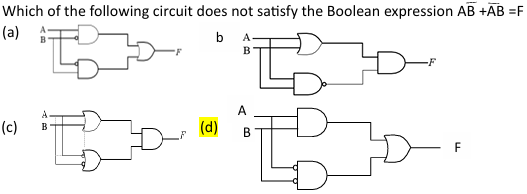 Which of the following circuit does not satisfy the Boolean expression AB̅ +A̅B =F
(a) A B F
b A B F
(c) A B F
(d) A B F